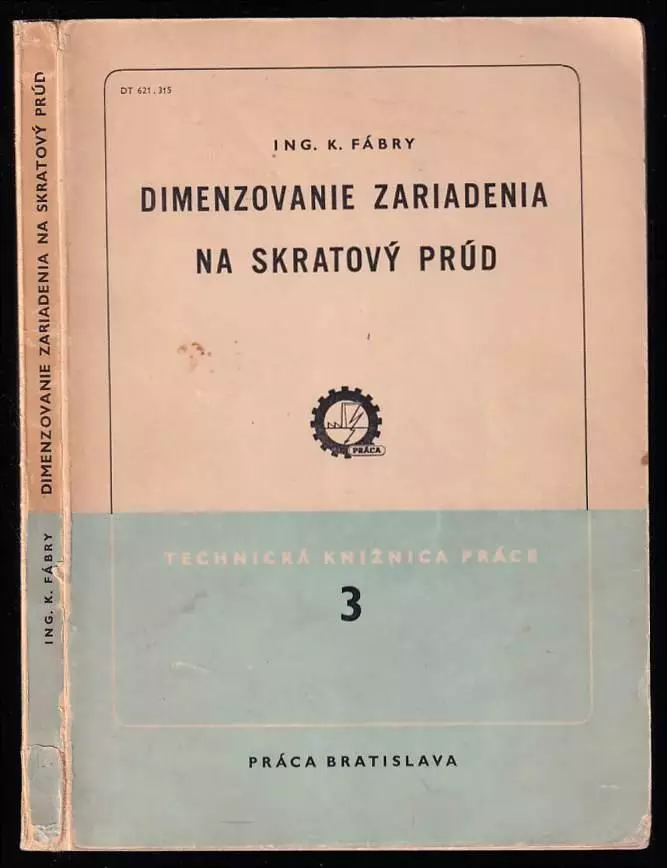 DT 621.315
ING. K. FÁBRY
DIMENZOVANIE ZARIADENIA
NA SKRATOVÝ PRÚD
PRÁCA
TECHNICKÁ KNIŽNICA PRÁCE
3
PRÁCA BRATISLAVA
ING. K. FÁBRY DIMENZOVANIE ZARIADENIA NA SKRATOVÝ PRÚD